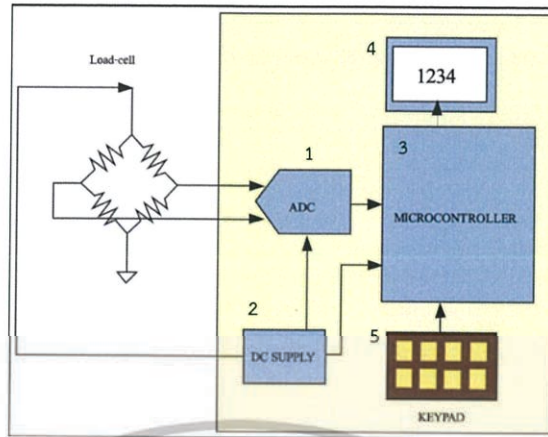 Load-cell
4
1234
1
3
ADC
MICROCONTROLLER
2
DC SUPPLY
5
KEYPAD